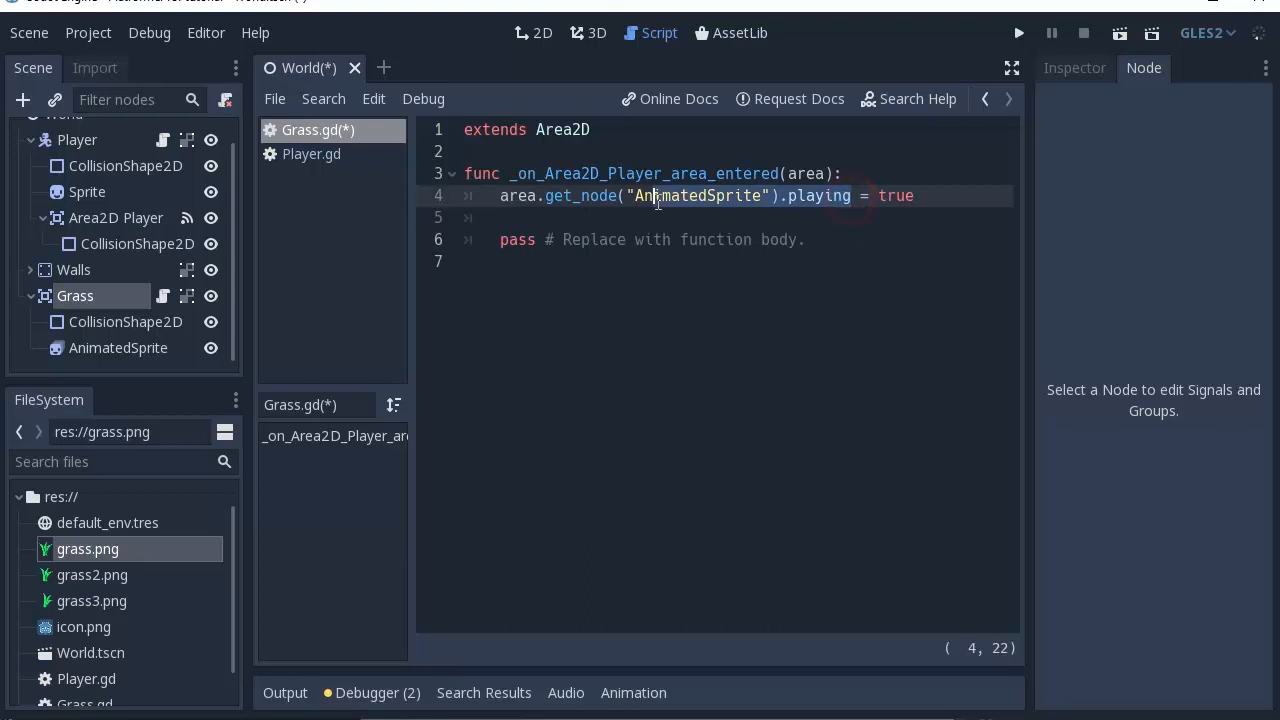 Scene Project Debug Editor Help 2D 3D Script AssetLib GLES2
Scene Import World(*) Inspector Node
Filter nodes File Search Edit Debug Online Docs Request Docs Search Help
Player
CollisionShape2D
Sprite
Area2D Player
CollisionShape2D
Walls
Grass
CollisionShape2D
AnimatedSprite
Grass.gd(*)
Player.gd
Grass.gd(*)
_on_Area2D_Player_are
1 extends Area2D
2
3 func _on_Area2D_Player_area_entered(area):
4 area.get_node("AnimatedSprite").playing = true
5
6 pass # Replace with function body.
7
( 4, 22)
Select a Node to edit Signals and
Groups.
FileSystem
res://grass.png
Search files
res://
default_env.tres
grass.png
grass2.png
grass3.png
icon.png
World.tscn
Player.gd
Grass.gd
Output Debugger (2) Search Results Audio Animation